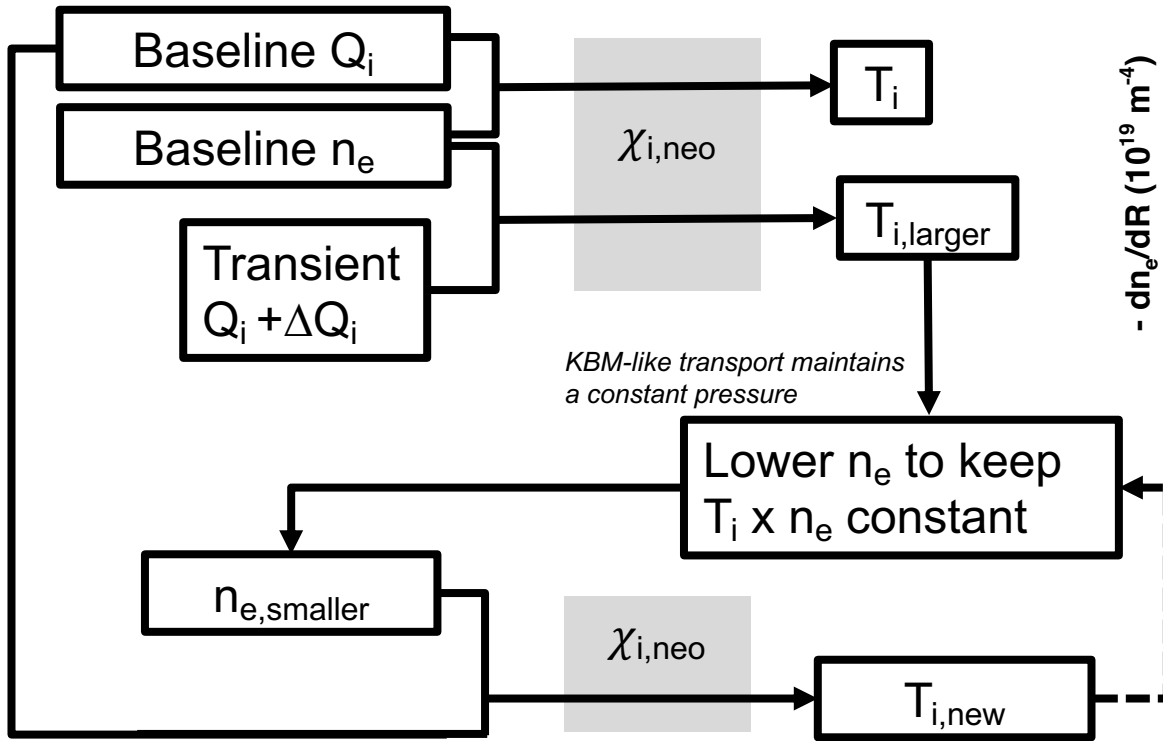 Baseline Qᵢ
Tᵢ
Baseline nₑ
χi,neo
Tᵢ,larger
Transient
Qᵢ +ΔQᵢ
KBM-like transport maintains
a constant pressure
Lower nₑ to keep
Tᵢ x nₑ constant
nₑ,smaller
χi,neo
Tᵢ,new
- dnₑ/dR (10¹⁹ m⁻⁴)